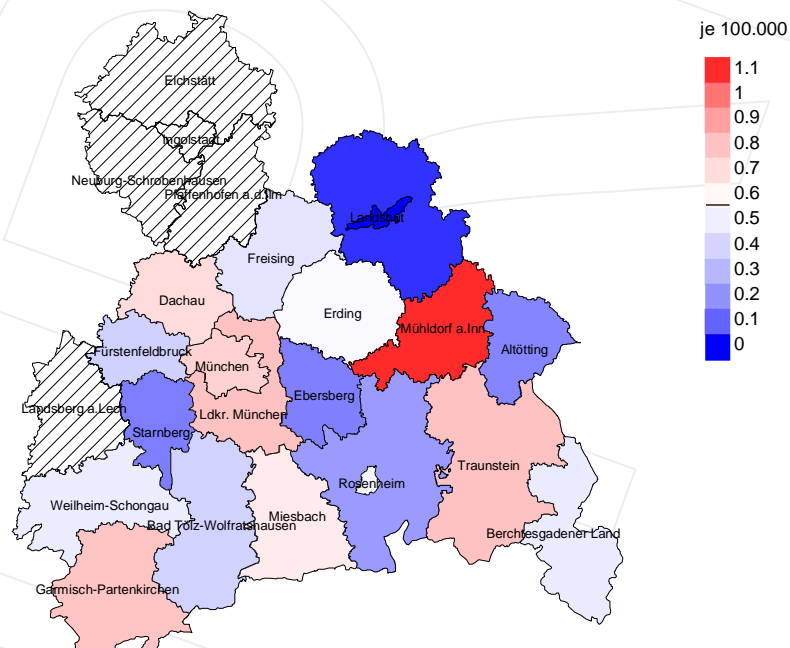 je 100.000
1.1
1
0.9
0.8
0.7
0.6
0.5
0.4
0.3
0.2
0.1
0
Eichstätt
Ingolstadt
Neuburg-Schrobenhausen
Pfaffenhofen a.d.Ilm
Landshut
Freising
Dachau
Erding
Mühldorf a.Inn
Fürstenfeldbruck
München
Altötting
Ebersberg
Landsberg a.Lech
Ldkr. München
Starnberg
Traunstein
Rosenheim
Weilheim-Schongau
Miesbach
Bad Tölz-Wolfratshausen
Berchtesgadener Land
Garmisch-Partenkirchen